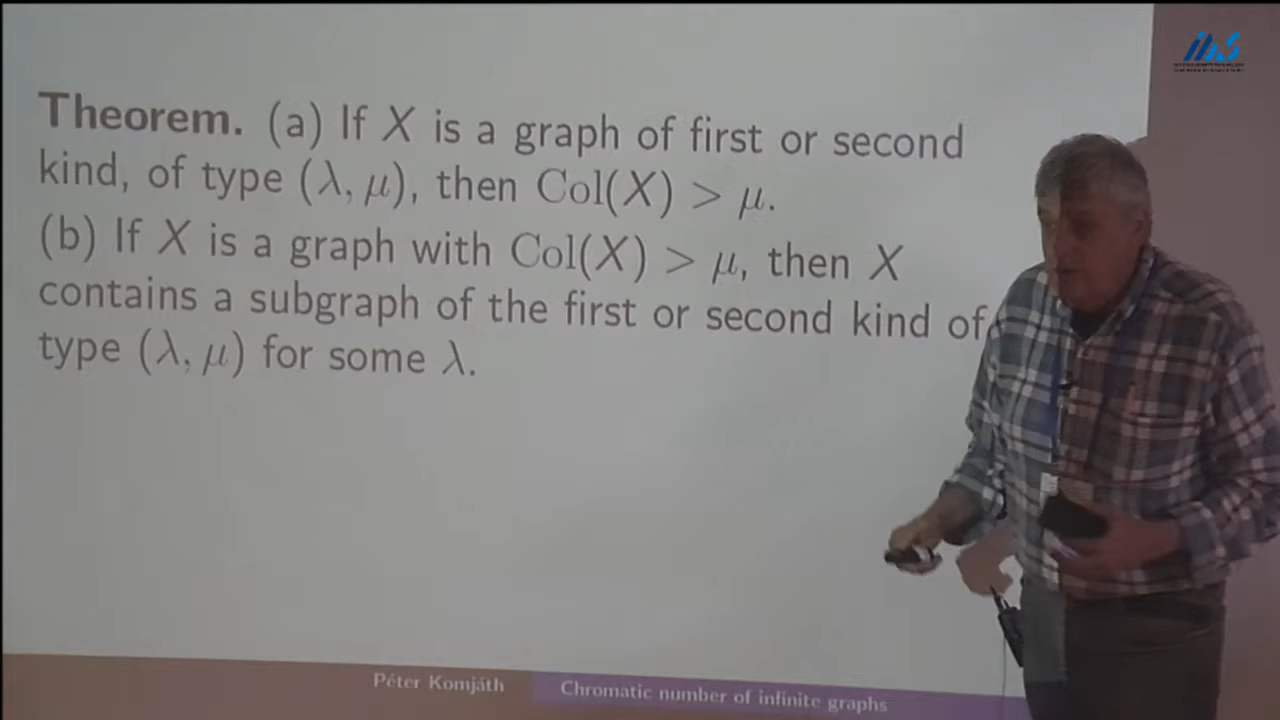 Theorem. (a) If X is a graph of first or second
kind, of type (λ, μ), then Col(X) > μ.
(b) If X is a graph with Col(X) > μ, then X
contains a subgraph of the first or second kind of
type (λ, μ) for some λ.
Péter Komjáth
Chromatic number of infinite graphs